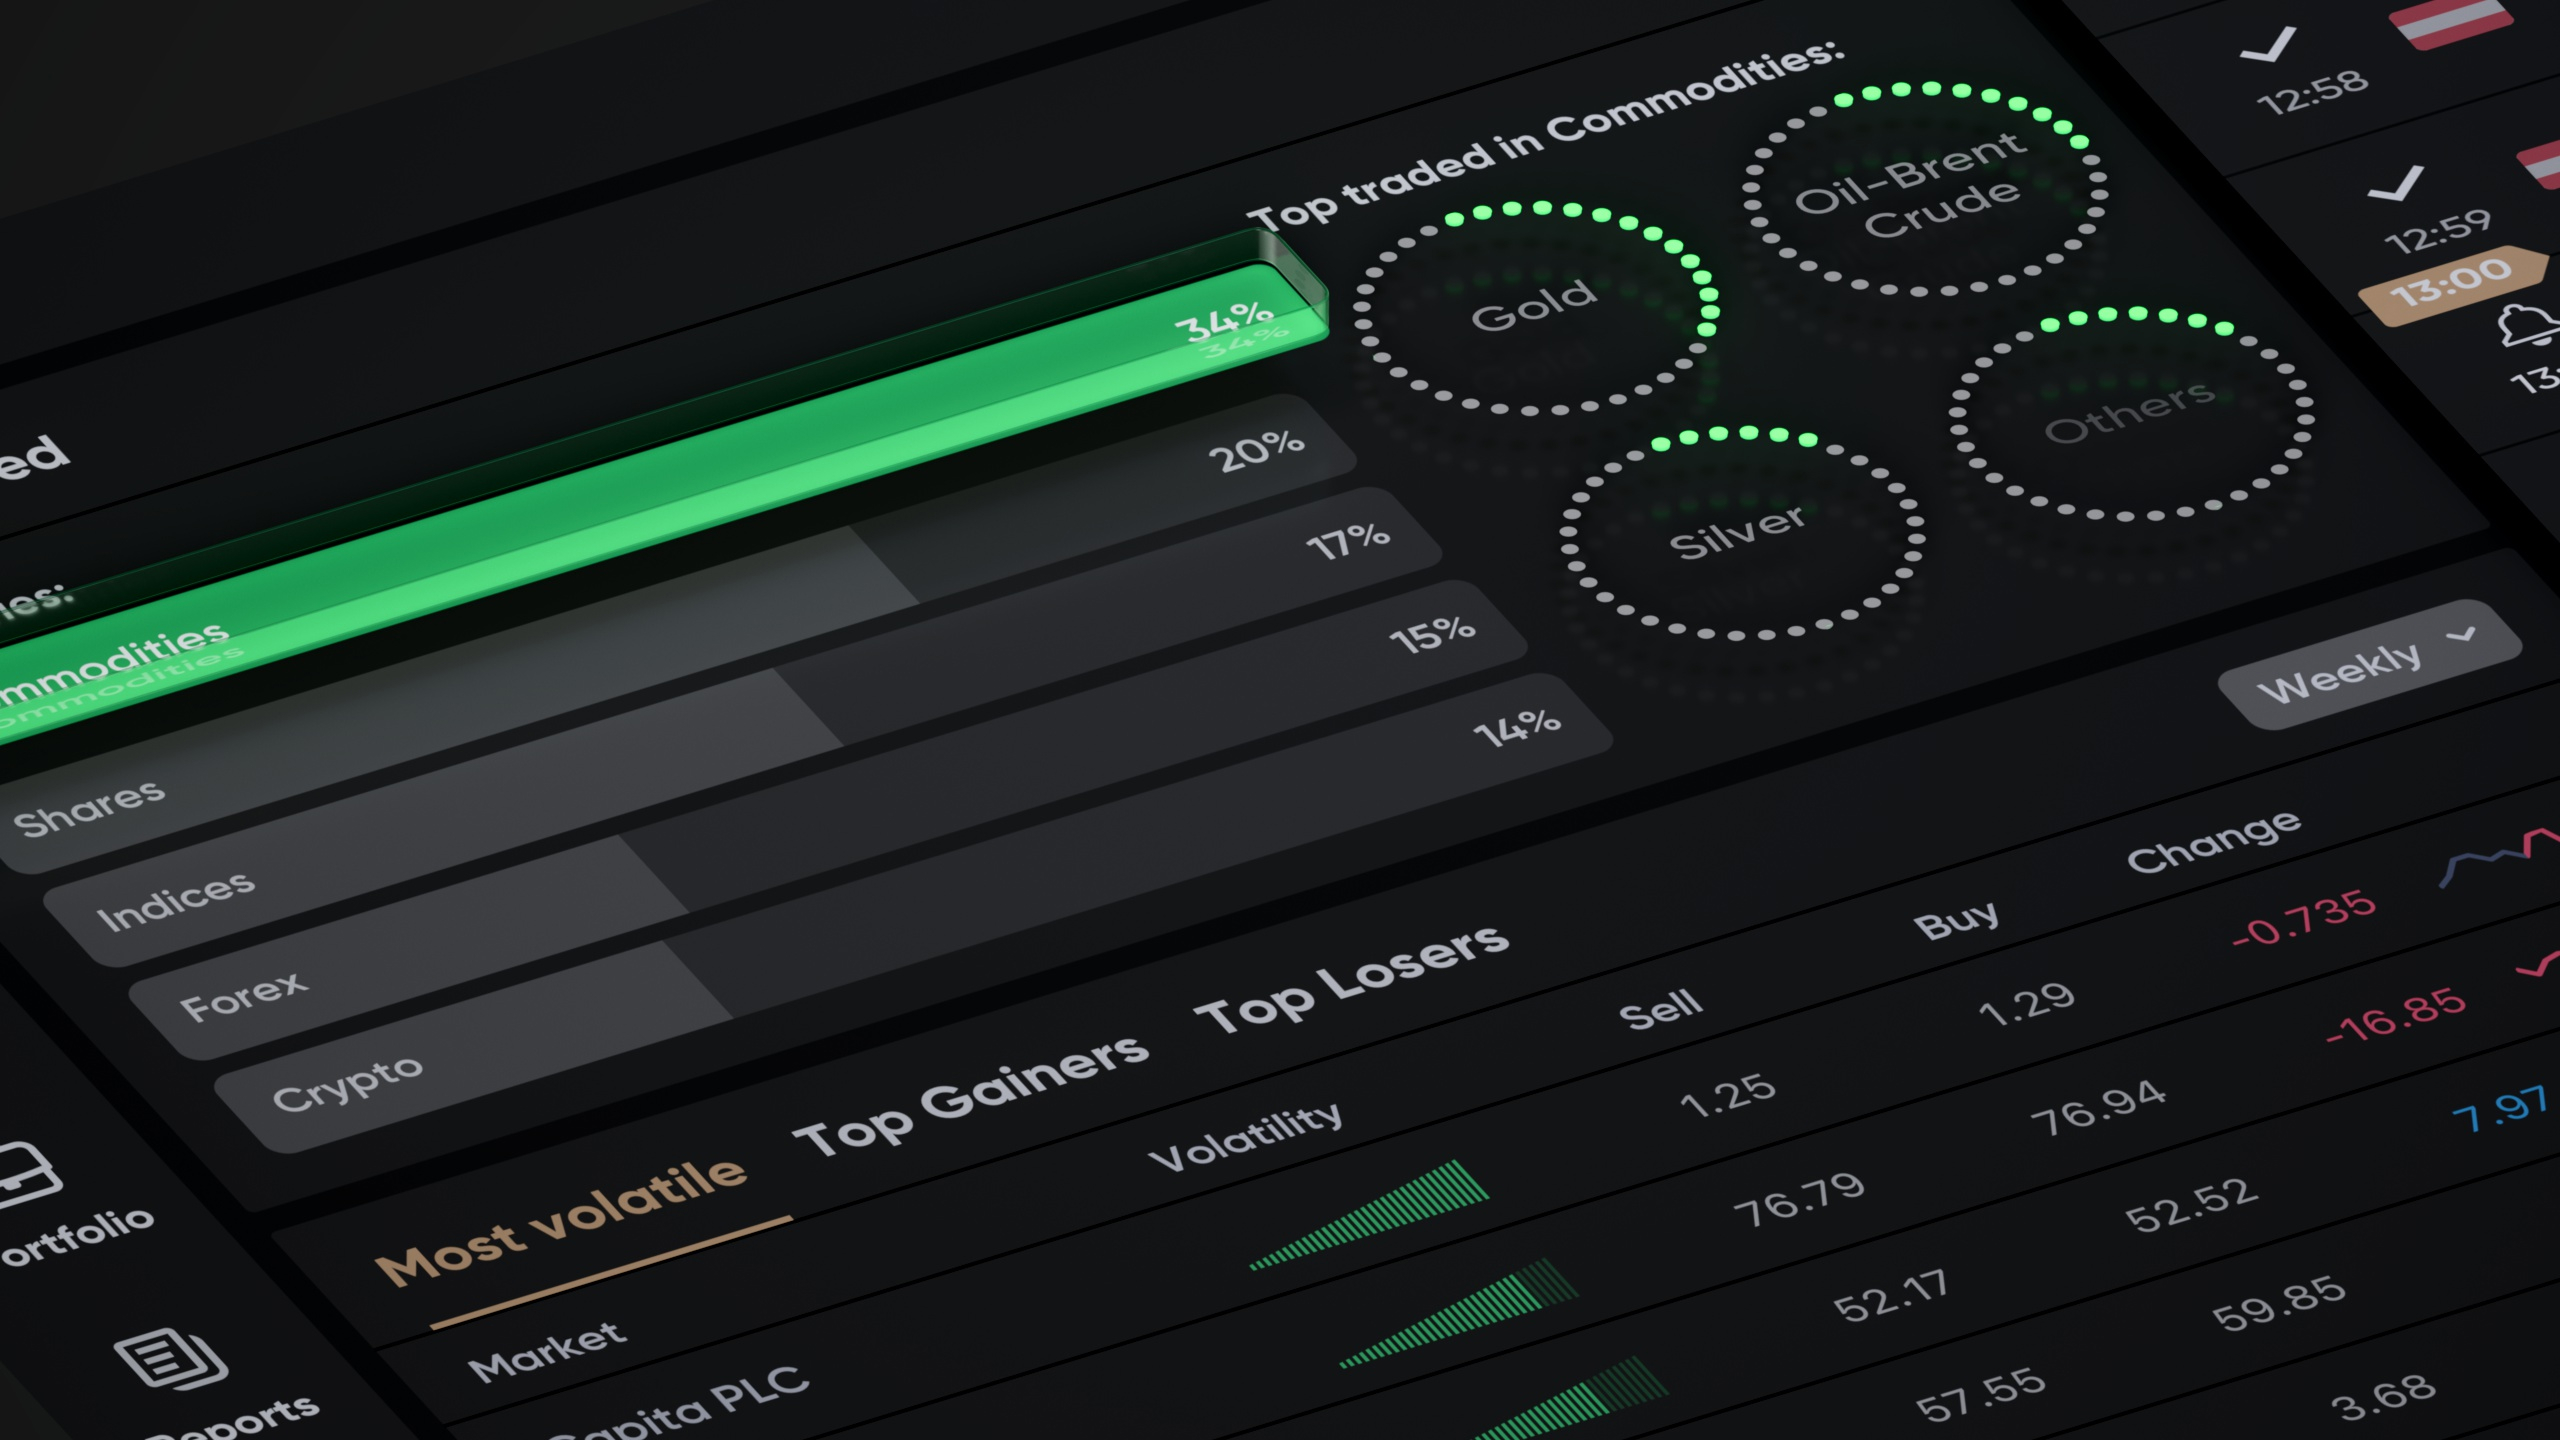 ed
ies:
mmodities 34%
Shares 20%
Indices 17%
Forex 15%
Crypto 14%
Top traded in Commodities:
Gold
Oil-Brent
Crude
Silver
Others
12:58
12:59
13:00
13:
ortfolio
Reports
Most volatile Top Gainers Top Losers
Weekly
Market Volatility Sell Buy Change
Capita PLC 1.25 1.29 -0.735
76.79 76.94 -16.85
52.17 52.52 7.97
57.55 59.85
3.68